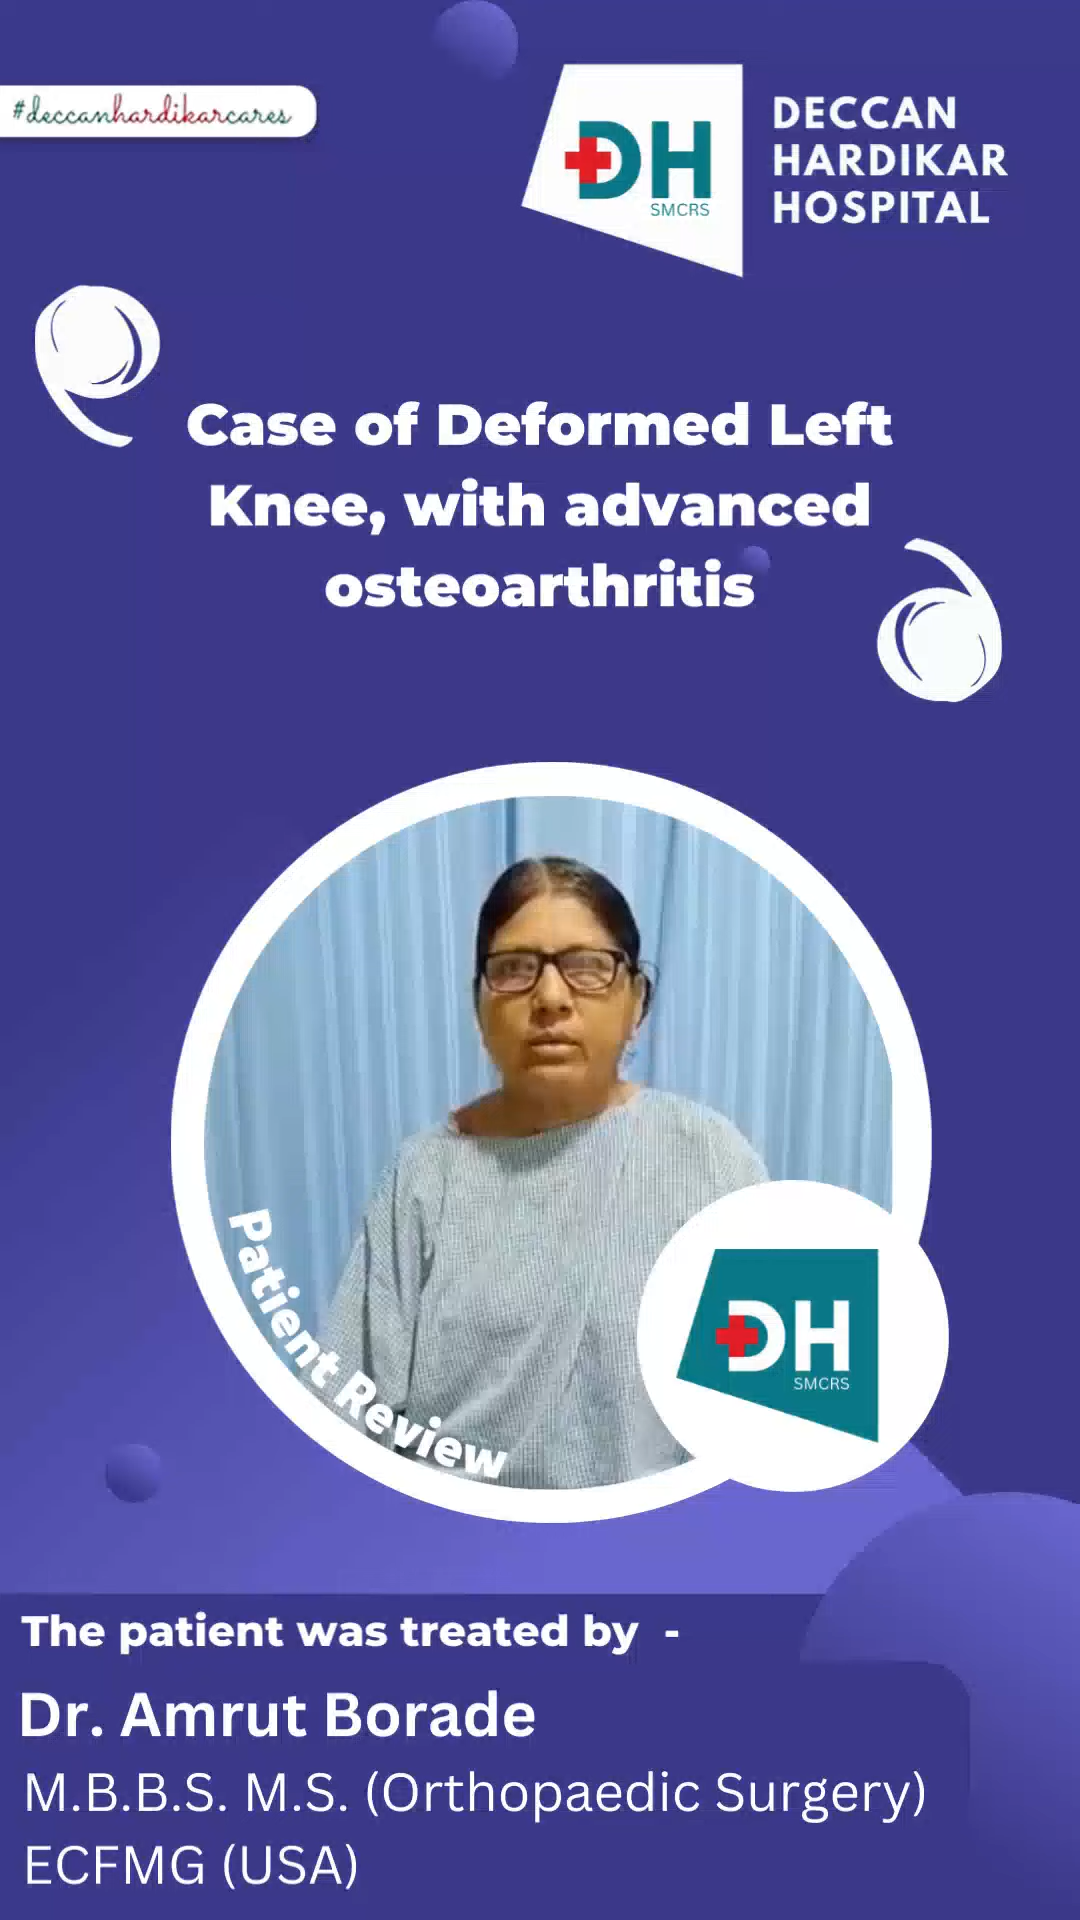 #deccanhardikarcares
DH
SMCRS
DECCAN
HARDIKAR
HOSPITAL
Case of Deformed Left
Knee, with advanced
osteoarthritis
Patient Review
DH
SMCRS
The patient was treated by -
Dr. Amrut Borade
M.B.B.S. M.S. (Orthopaedic Surgery)
ECFMG (USA)